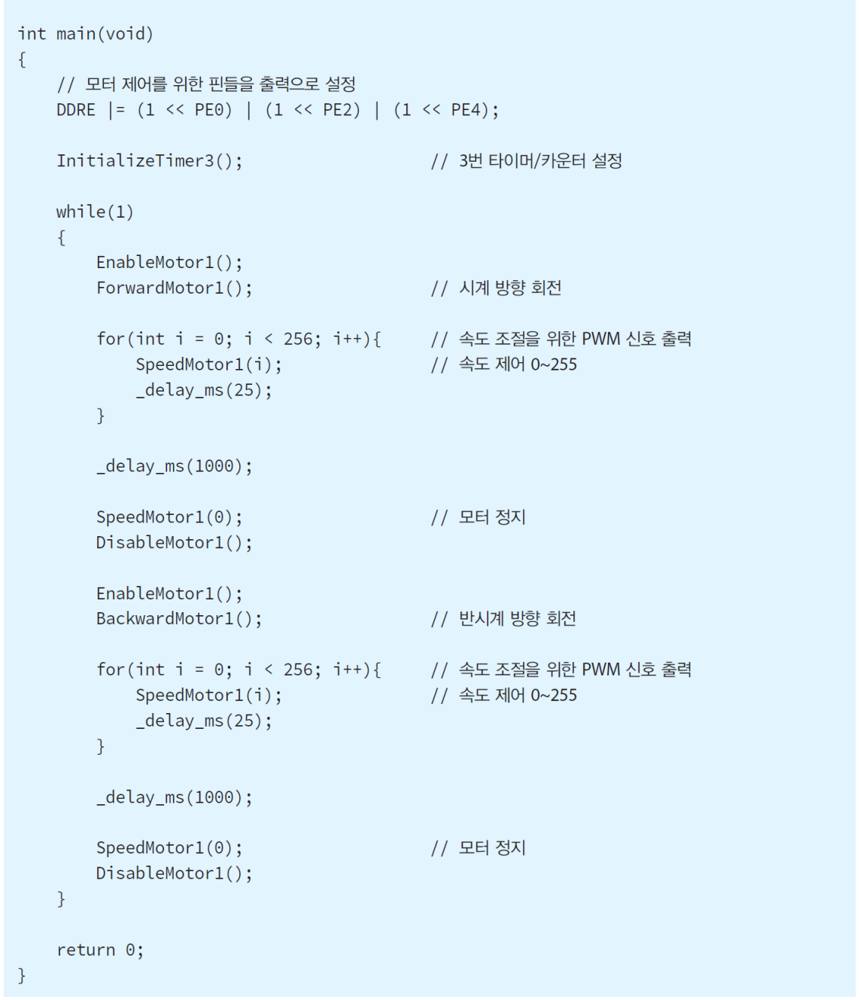 int main(void)
{
    // 모터 제어를 위한 핀들을 출력으로 설정
    DDRE |= (1 << PE0) | (1 << PE2) | (1 << PE4);

    InitializeTimer3();                   // 3번 타이머/카운터 설정

    while(1)
    {
        EnableMotor1();
        ForwardMotor1();                  // 시계 방향 회전

        for(int i = 0; i < 256; i++){     // 속도 조절을 위한 PWM 신호 출력
            SpeedMotor1(i);               // 속도 제어 0~255
            _delay_ms(25);
        }

        _delay_ms(1000);

        SpeedMotor1(0);                   // 모터 정지
        DisableMotor1();

        EnableMotor1();
        BackwardMotor1();                 // 반시계 방향 회전

        for(int i = 0; i < 256; i++){     // 속도 조절을 위한 PWM 신호 출력
            SpeedMotor1(i);               // 속도 제어 0~255
            _delay_ms(25);
        }

        _delay_ms(1000);

        SpeedMotor1(0);                   // 모터 정지
        DisableMotor1();
    }

    return 0;
}